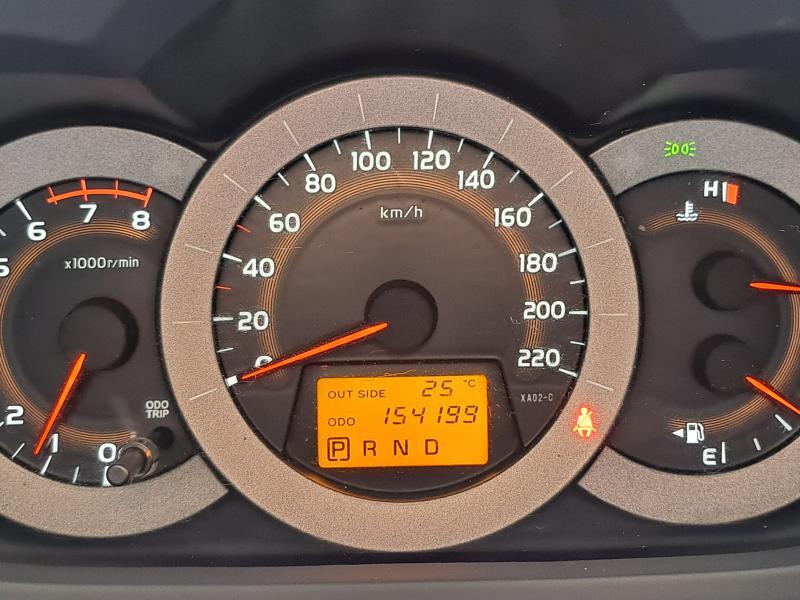 5
6
7
8
x1000r/min
2
1
0
ODO
TRIP
0
20
40
60
80
100
120
140
160
180
200
220
km/h
OUT SIDE 25 °C
ODO 154199
P R N D
XA02-C
H
E